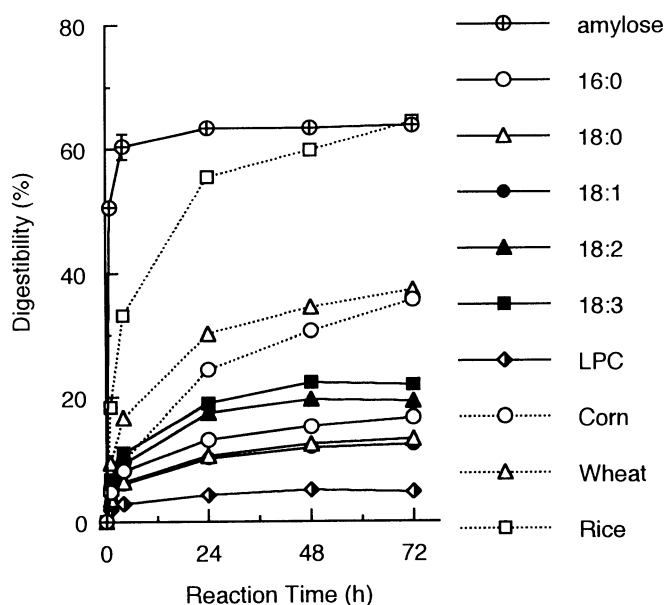 80
60
40
20
0
Digestibility (%)
0 24 48 72
Reaction Time (h)
amylose
16:0
18:0
18:1
18:2
18:3
LPC
Corn
Wheat
Rice